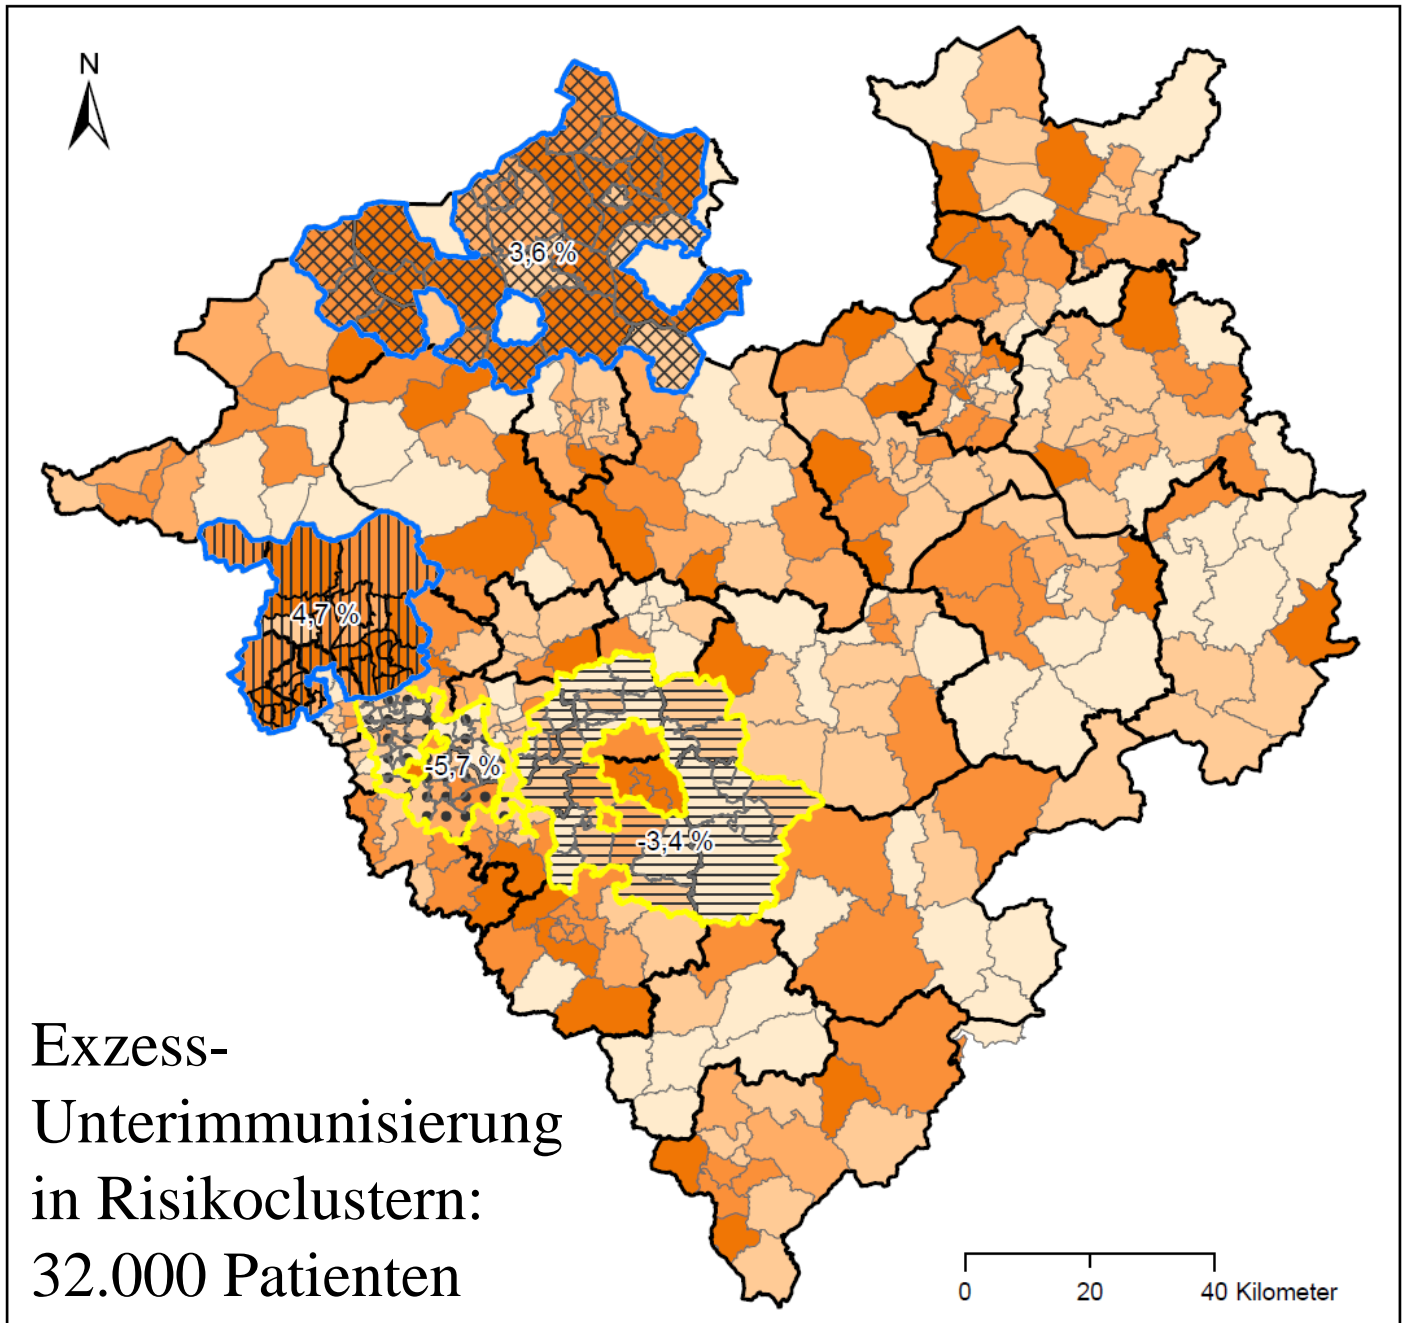 N
3,6 %
4,7 %
-5,7 %
-3,4 %
Exzess-
Unterimmunisierung
in Risikoclustern:
32.000 Patienten
0 20 40 Kilometer